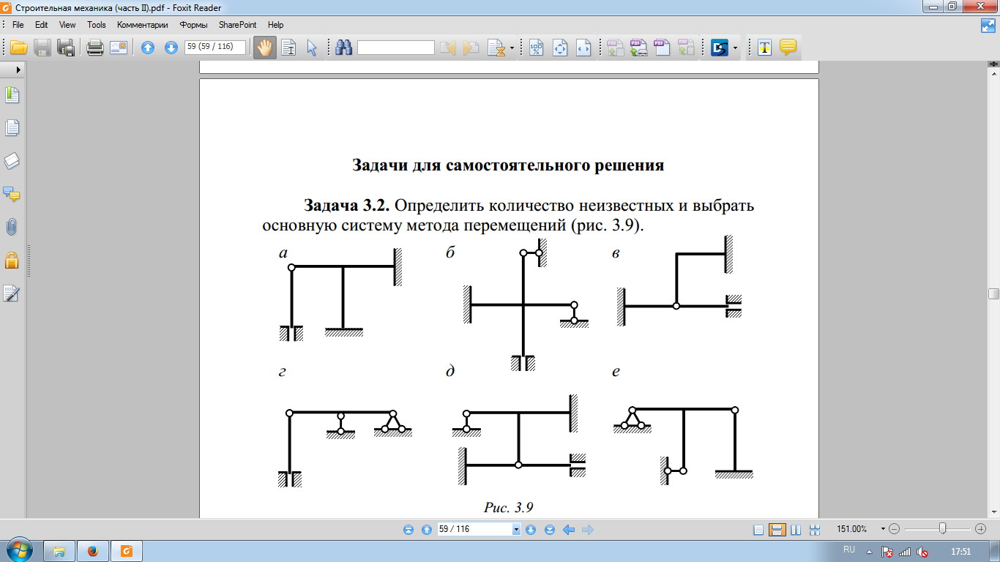 Строительная механика (часть II).pdf - Foxit Reader
File Edit View Tools Комментарии Формы SharePoint Help
59 (59 / 116)
Задачи для самостоятельного решения
Задача 3.2. Определить количество неизвестных и выбрать
основную систему метода перемещений (рис. 3.9).
а б в
г д е
Рис. 3.9
59 / 116
151.00%
RU
17:51